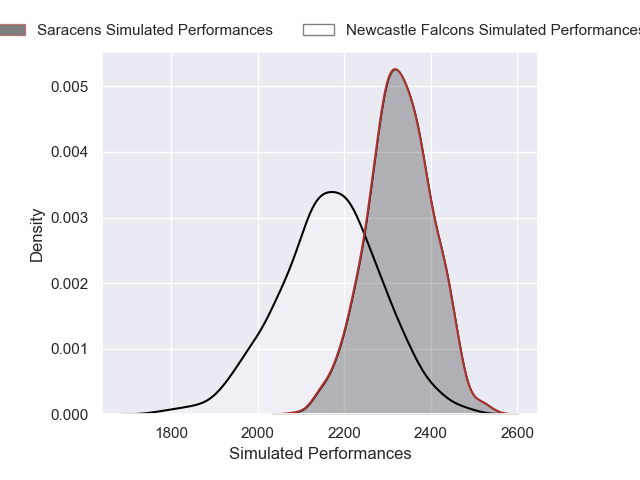 Saracens Simulated Performances   Newcastle Falcons Simulated Performances
0.005
0.004
0.003
0.002
0.001
0.000
Density
1800 2000 2200 2400 2600
Simulated Performances